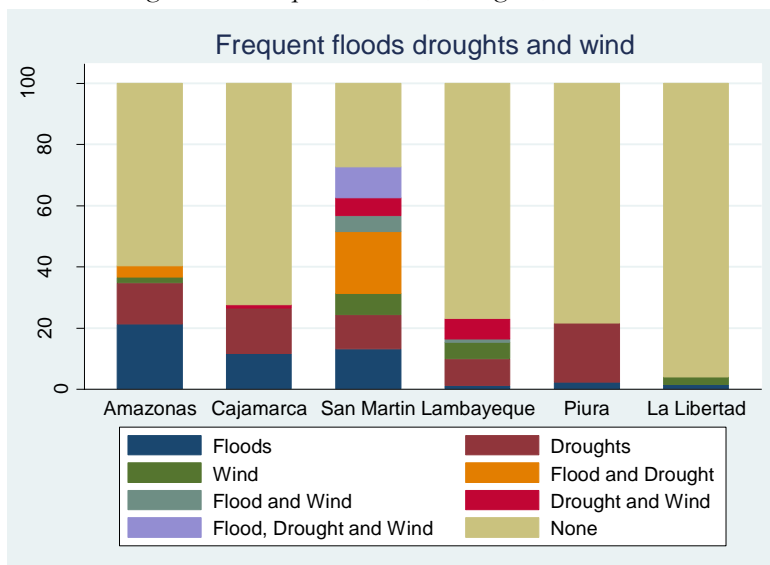 Frequent floods droughts and wind
100
80
60
40
20
0
Amazonas Cajamarca San Martin Lambayeque Piura La Libertad
Floods Droughts
Wind Flood and Drought
Flood and Wind Drought and Wind
Flood, Drought and Wind None